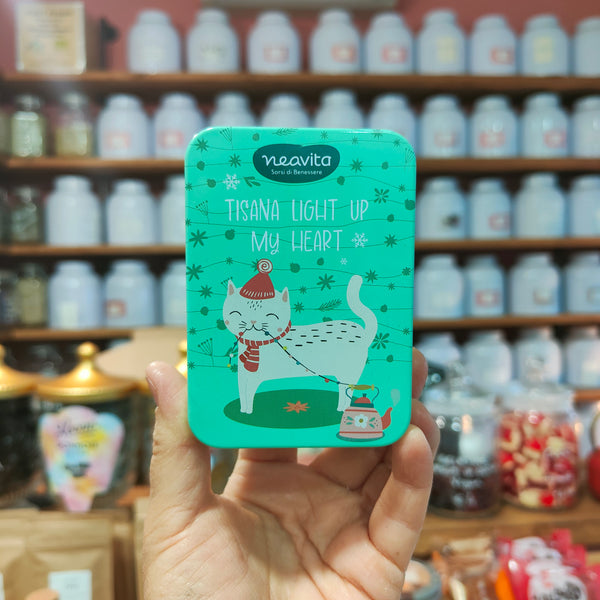 neavita
Sorsi di Benessere
TISANA LIGHT UP
MY HEART